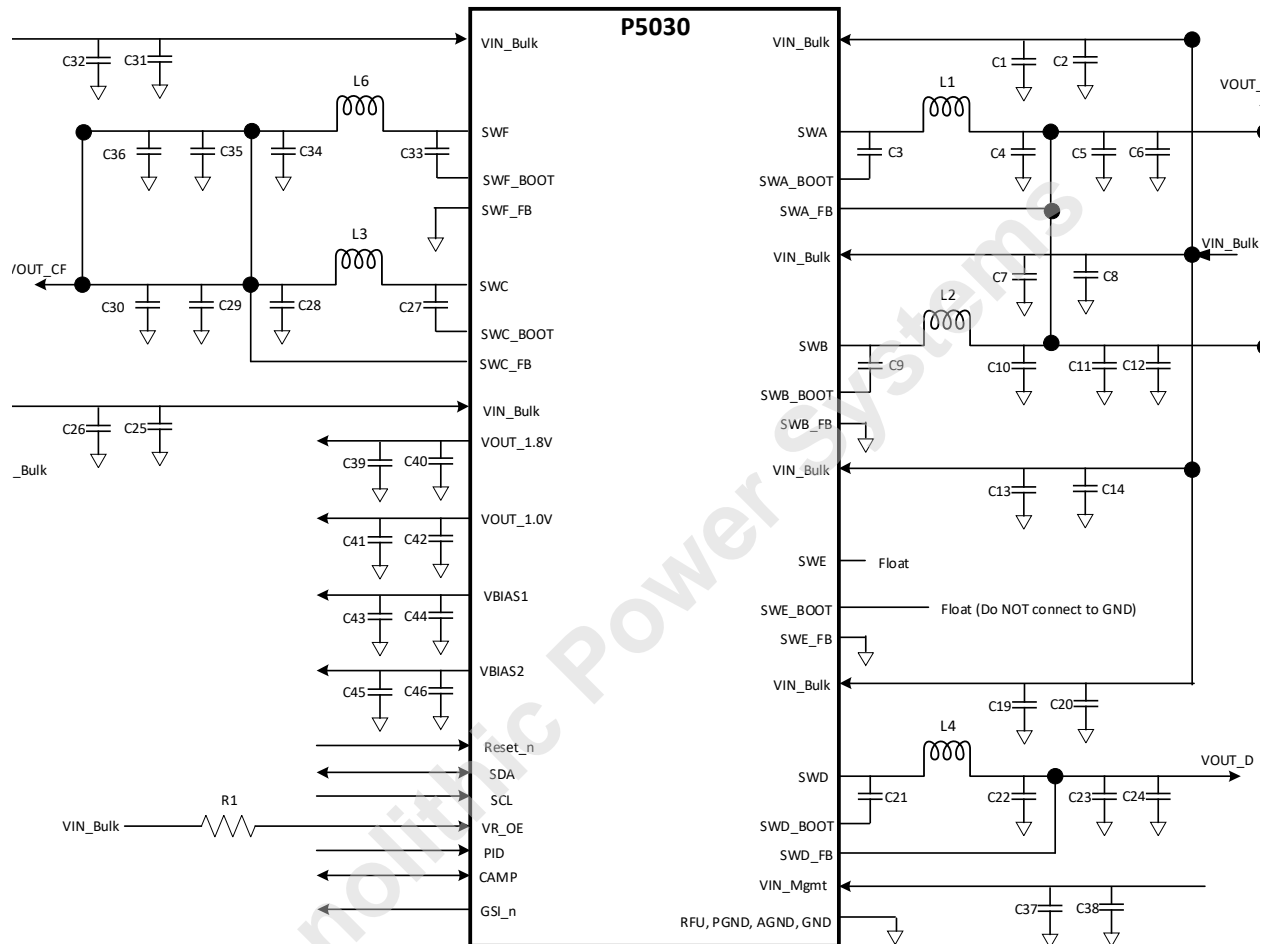 P5030
VIN_Bulk
C32
C31
L6
SWF
C36
C35
C34
C33
SWF_BOOT
SWF_FB
L3
VOUT_CF
SWC
C30
C29
C28
C27
SWC_BOOT
SWC_FB
VIN_Bulk
C26
C25
_Bulk
VOUT_1.8V
C39
C40
VOUT_1.0V
C41
C42
VBIAS1
C43
C44
VBIAS2
C45
C46
Reset_n
SDA
SCL
R1
VIN_Bulk
VR_OE
PID
CAMP
GSI_n
VIN_Bulk
C1
C2
L1
VOUT_
SWA
C3
C4
C5
C6
SWA_BOOT
SWA_FB
VIN_Bulk
VIN_Bulk
C7
C8
L2
SWB
C9
C10
C11
C12
SWB_BOOT
SWB_FB
VIN_Bulk
C13
C14
SWE
Float
SWE_BOOT
Float (Do NOT connect to GND)
SWE_FB
VIN_Bulk
C19
C20
L4
VOUT_D
SWD
C21
C22
C23
C24
SWD_BOOT
SWD_FB
VIN_Mgmt
C37
C38
RFU, PGND, AGND, GND
nolithic Power Systems